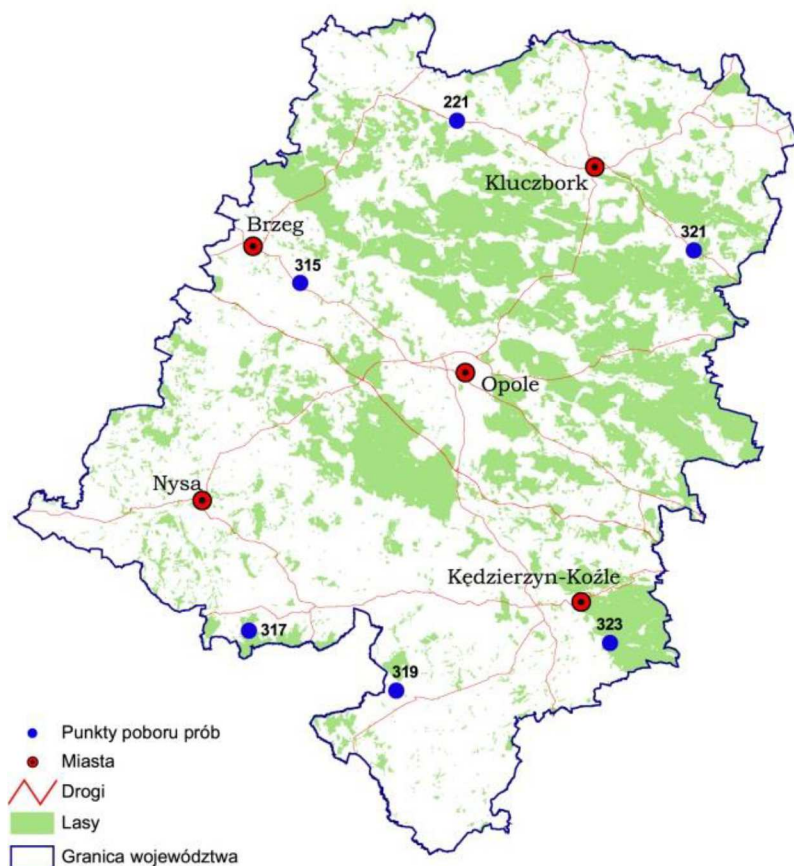 221
Kluczbork
Brzeg
321
315
Opole
Nysa
Kędzierzyn-Koźle
317
323
319
Punkty poboru prób
Miasta
Drogi
Lasy
Granica województwa